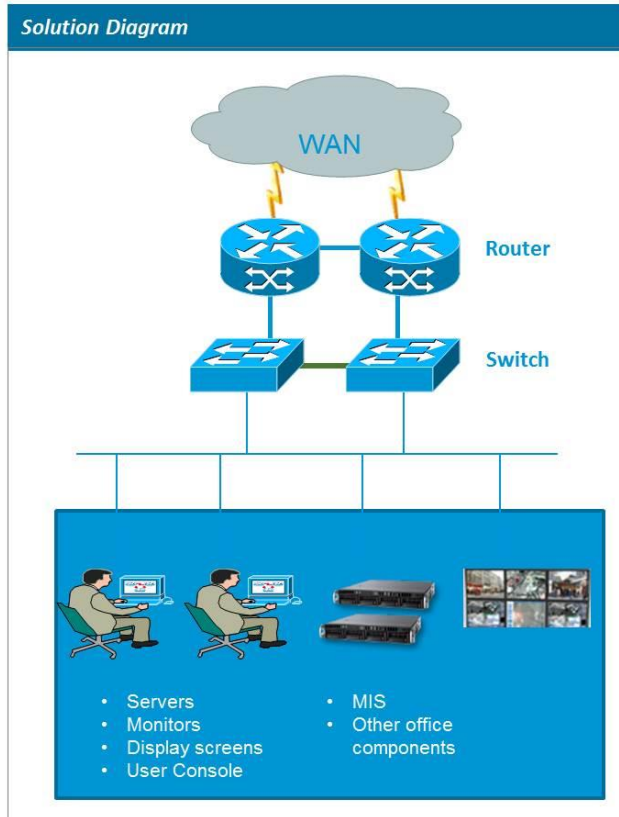 Solution Diagram
WAN
Router
Switch
• Servers
• Monitors
• Display screens
• User Console
• MIS
• Other office
components